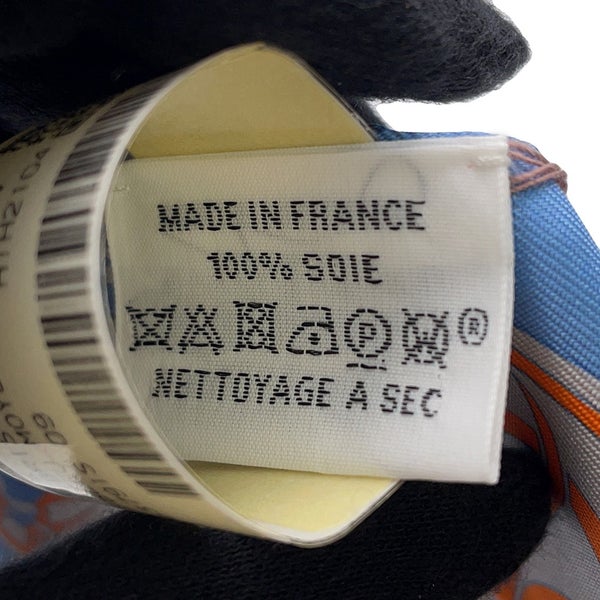 MADE IN FRANCE
100% SOIE
P ®
NETTOYAGE A SEC